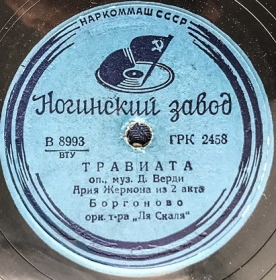 НАРКОММАШ СССР
Ногинский завод
В 8993 ГРК 2458
ВТУ
ТРАВИАТА
оп., муз. Д. Верди
Ария Жермона из 2 акта
Боргоново
орк. т-ра „Ля Скаля"